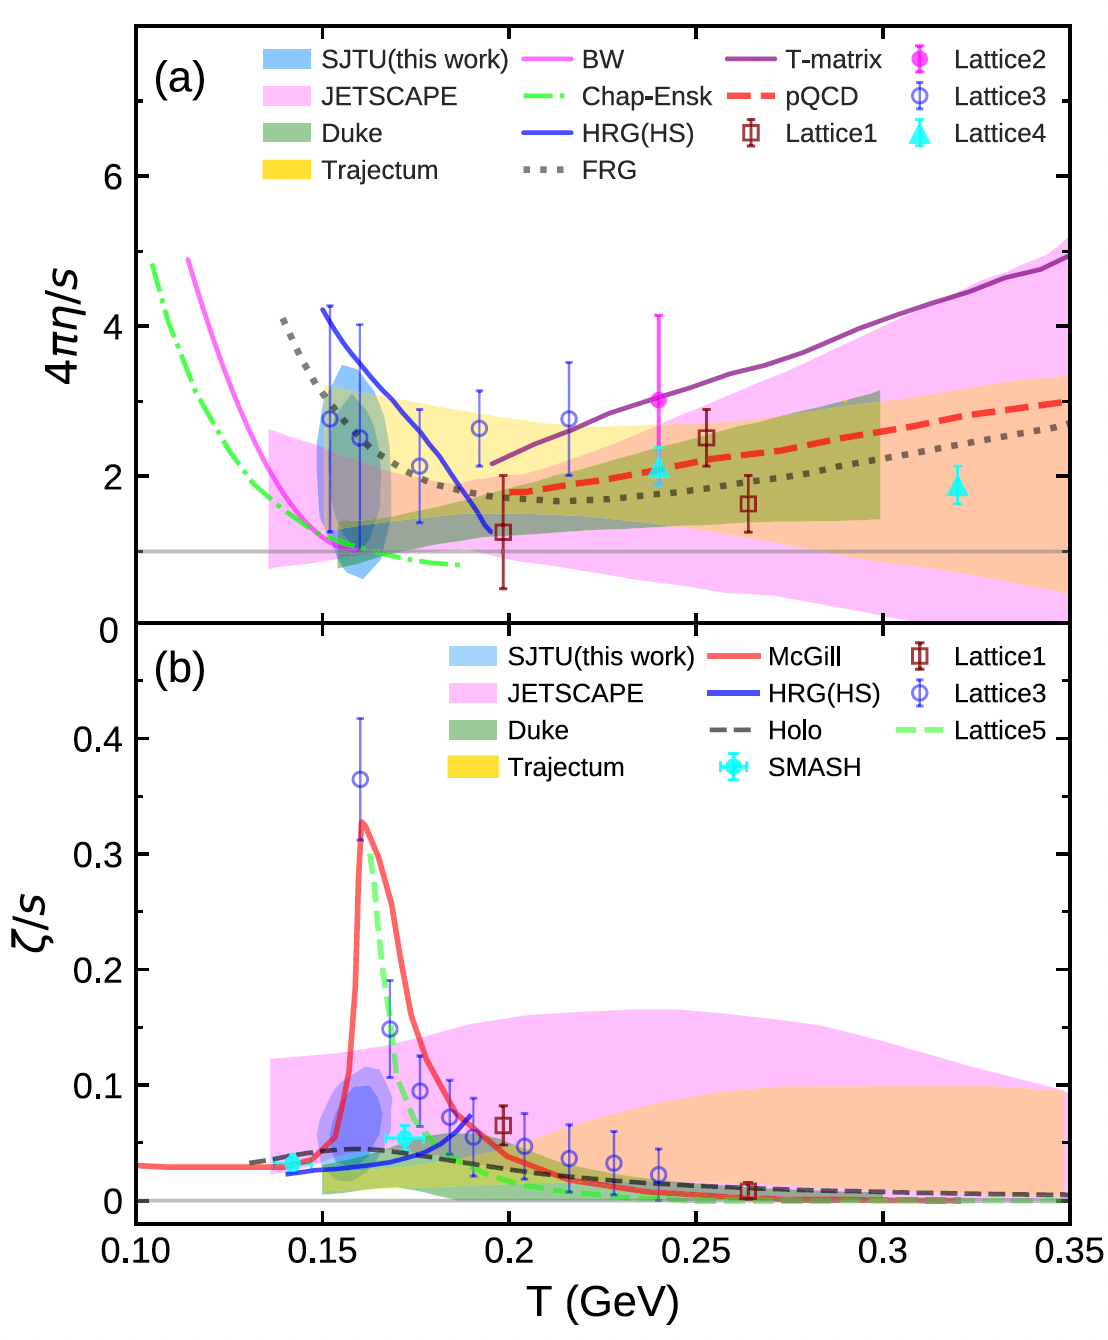 (a)
SJTU(this work) BW T-matrix Lattice2
JETSCAPE Chap-Ensk pQCD Lattice3
Duke HRG(HS) Lattice1 Lattice4
Trajectum FRG
6
4
2
0
4πη/s
(b)
SJTU(this work) McGill Lattice1
JETSCAPE HRG(HS) Lattice3
Duke Holo Lattice5
Trajectum SMASH
0.4
0.3
0.2
0.1
0
ζ/s
0.10 0.15 0.2 0.25 0.3 0.35
T (GeV)